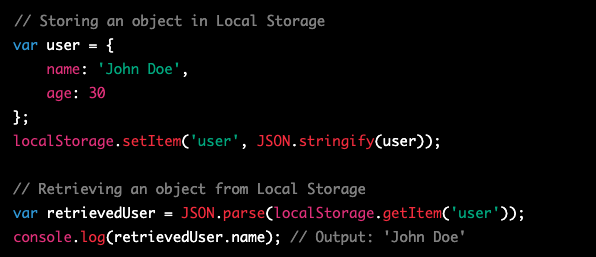 // Storing an object in Local Storage
var user = {
    name: 'John Doe',
    age: 30
};
localStorage.setItem('user', JSON.stringify(user));

// Retrieving an object from Local Storage
var retrievedUser = JSON.parse(localStorage.getItem('user'));
console.log(retrievedUser.name); // Output: 'John Doe'